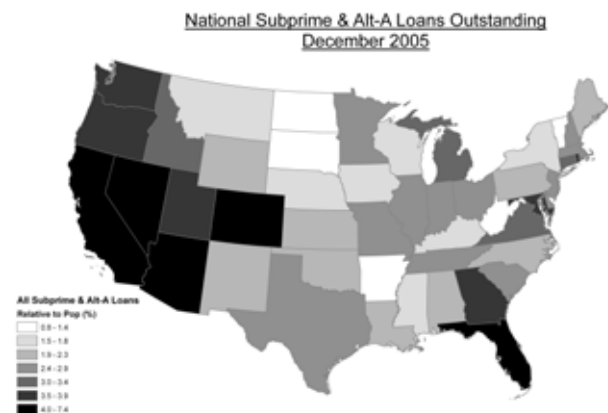 National Subprime & Alt-A Loans Outstanding
December 2005
All Subprime & Alt-A Loans
Relative to Pop (%)
0.8 - 1.4
1.5 - 1.8
1.9 - 2.3
2.4 - 2.9
3.0 - 3.4
3.5 - 3.9
4.0 - 7.4